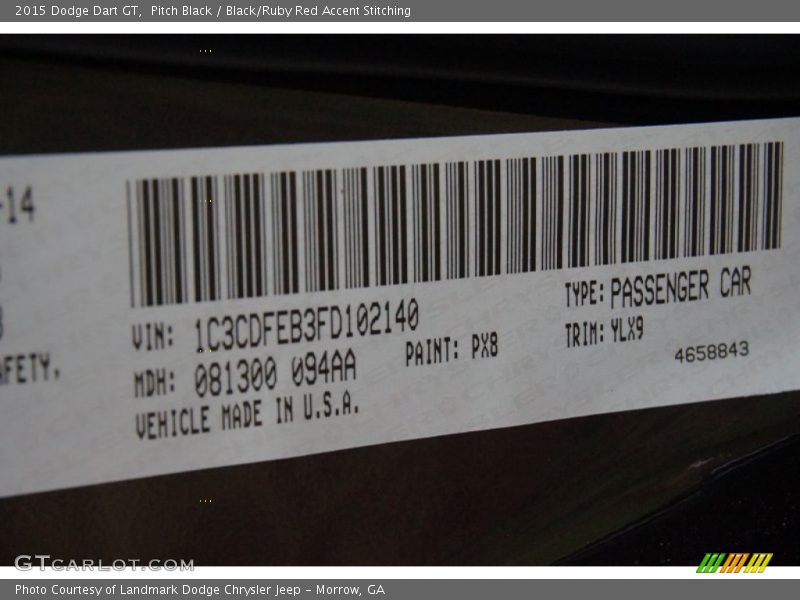 2015 Dodge Dart GT,  Pitch Black / Black/Ruby Red Accent Stitching
-14
AFETY.
VIN: 1C3CDFEB3FD102140
TYPE: PASSENGER CAR
MDH: 081300 094AA
PAINT: PX8
TRIM: YLX9
VEHICLE MADE IN U.S.A.
4658843
GTCARLOT.COM
Photo Courtesy of Landmark Dodge Chrysler Jeep – Morrow, GA